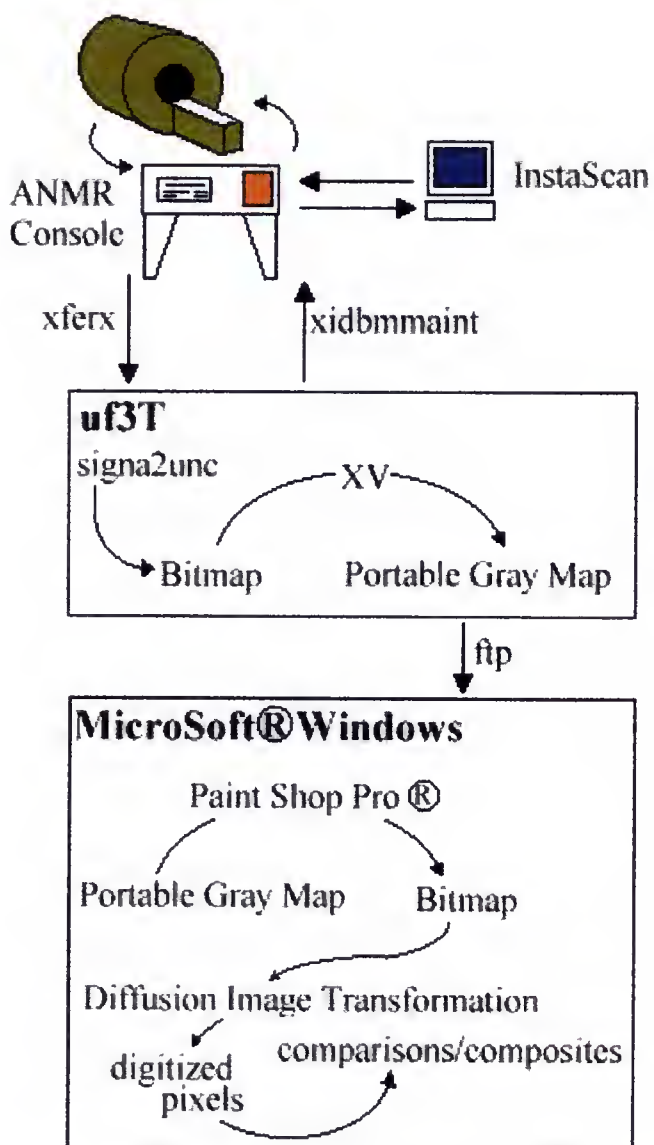 InstaScan
ANMR
Console
xferx
xidbmmaint
uf3T
signa2unc
XV
Bitmap
Portable Gray Map
ftp
MicroSoft®Windows
Paint Shop Pro ®
Portable Gray Map
Bitmap
Diffusion Image Transformation
digitized
pixels
comparisons/composites